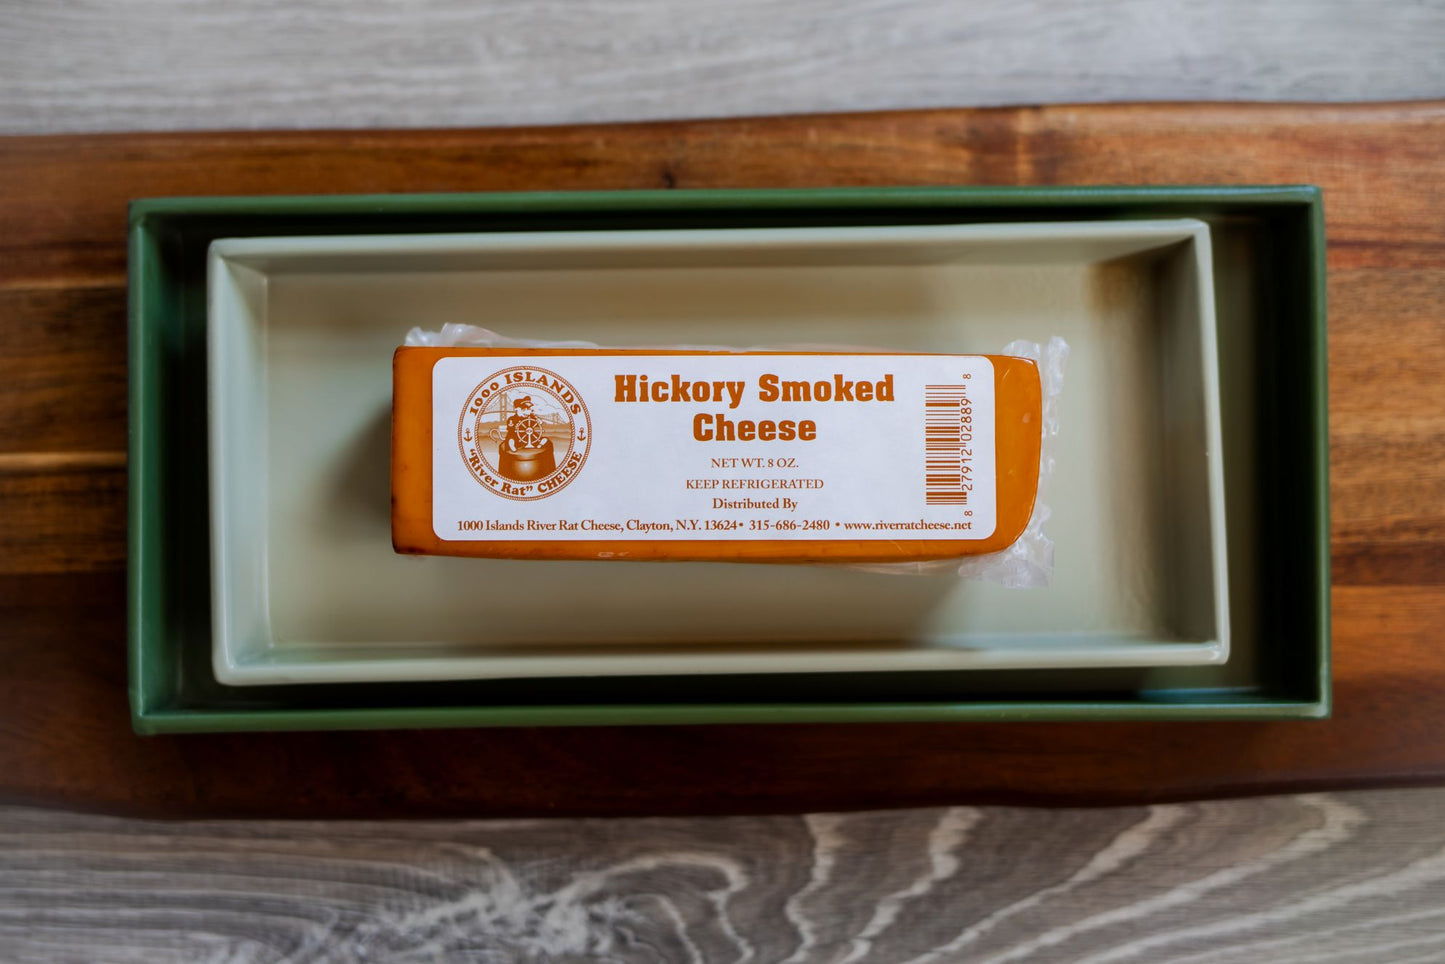 1000 ISLANDS
"River Rat" CHEESE
Hickory Smoked
Cheese
NET WT. 8 OZ.
KEEP REFRIGERATED
Distributed By
1000 Islands River Rat Cheese, Clayton, N.Y. 13624 • 315-686-2480 • www.riverratcheese.net
8 27912 02889 8